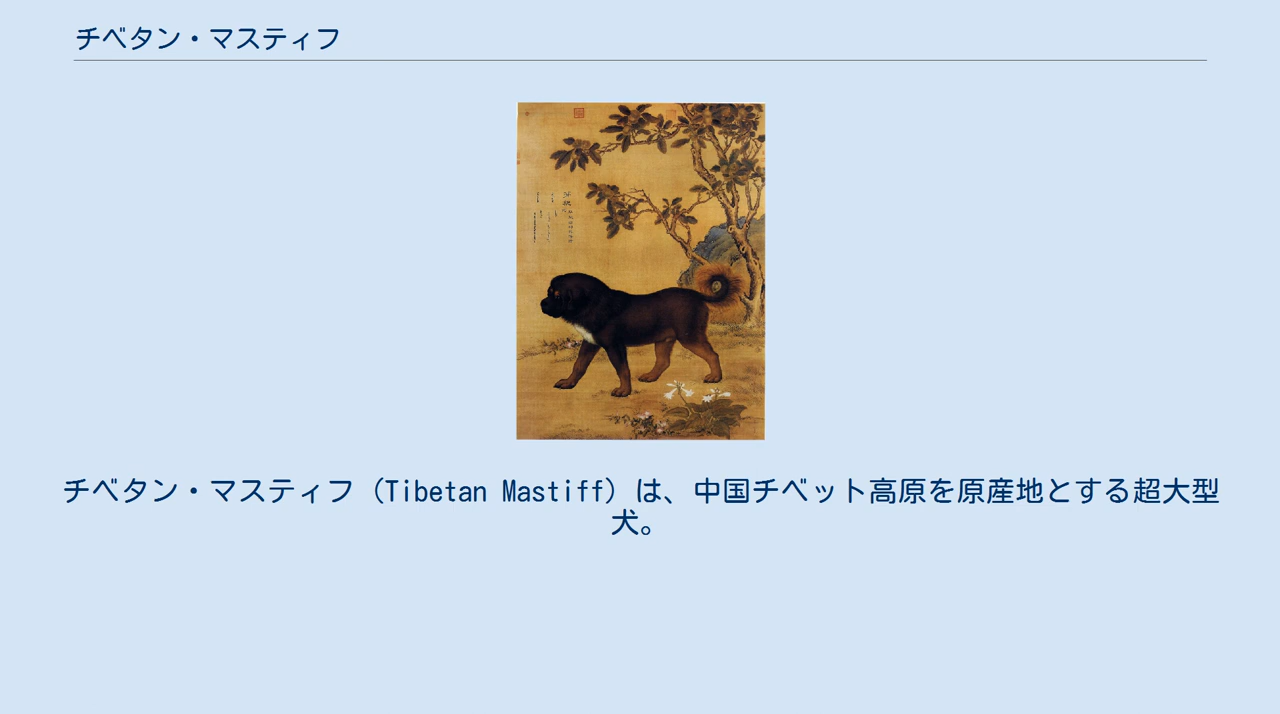 チベタン・マスティフ
チベタン・マスティフ（Tibetan Mastiff）は、中国チベット高原を原産地とする超大型
犬。